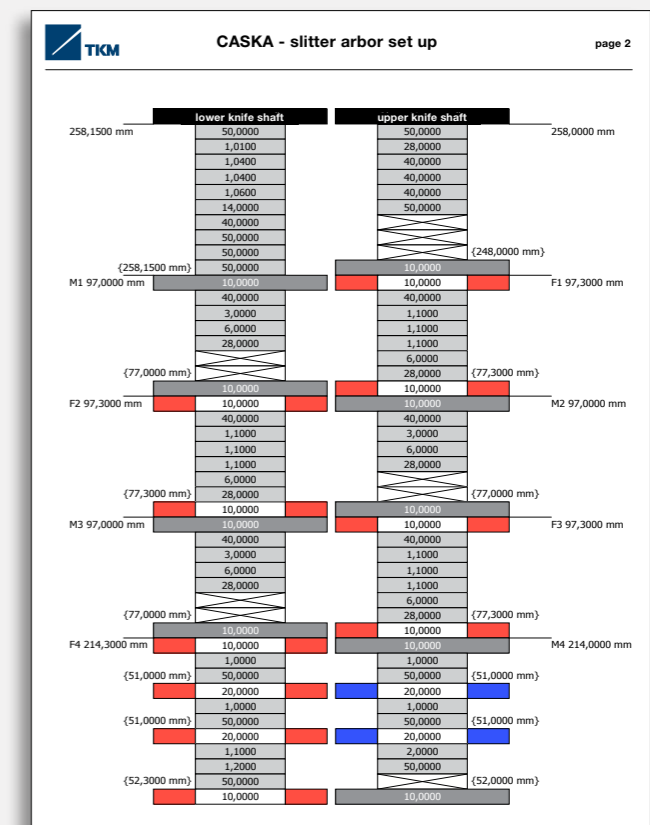 TKM
CASKA - slitter arbor set up
page 2
lower knife shaft
upper knife shaft
258,1500 mm
50,0000
50,0000
258,0000 mm
1,0100
28,0000
1,0400
40,0000
1,0400
40,0000
1,0600
40,0000
14,0000
50,0000
40,0000
50,0000
50,0000
{248,0000 mm}
{258,1500 mm}
50,0000
10,0000
M1 97,0000 mm
10,0000
10,0000
F1 97,3000 mm
40,0000
40,0000
3,0000
1,1000
6,0000
1,1000
28,0000
1,1000
6,0000
{77,0000 mm}
28,0000
{77,3000 mm}
10,0000
10,0000
F2 97,3000 mm
10,0000
10,0000
M2 97,0000 mm
40,0000
40,0000
1,1000
3,0000
1,1000
6,0000
1,1000
28,0000
6,0000
{77,3000 mm}
28,0000
{77,0000 mm}
10,0000
10,0000
M3 97,0000 mm
10,0000
10,0000
F3 97,3000 mm
40,0000
40,0000
3,0000
1,1000
6,0000
1,1000
28,0000
1,1000
6,0000
{77,0000 mm}
28,0000
{77,3000 mm}
10,0000
10,0000
F4 214,3000 mm
10,0000
10,0000
M4 214,0000 mm
1,0000
1,0000
{51,0000 mm}
50,0000
50,0000
{51,0000 mm}
20,0000
20,0000
1,0000
1,0000
{51,0000 mm}
50,0000
50,0000
{51,0000 mm}
20,0000
20,0000
1,1000
2,0000
1,2000
50,0000
{52,3000 mm}
50,0000
{52,0000 mm}
10,0000
10,0000